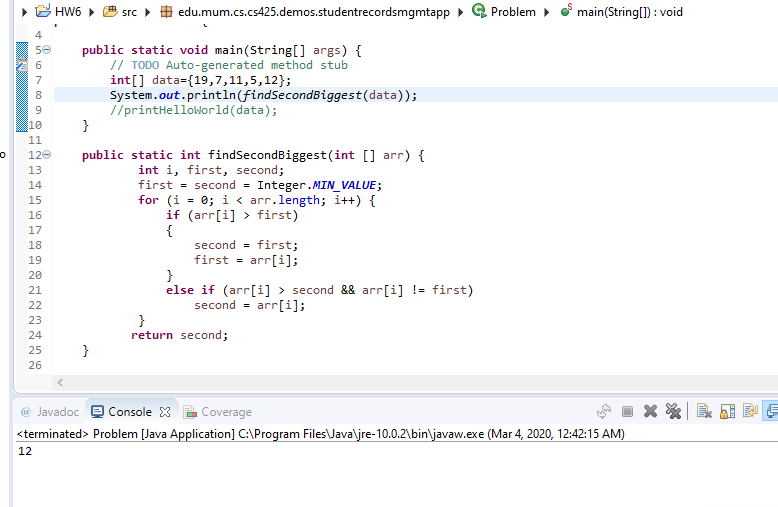 HW6 src edu.mum.cs.cs425.demos.studentrecordsmgmtapp Problem main(String[]) : void
4
5 public static void main(String[] args) {
6 // TODO Auto-generated method stub
7 int[] data={19,7,11,5,12};
8 System.out.println(findSecondBiggest(data));
9 //printHelloWorld(data);
10 }
11
12 public static int findSecondBiggest(int [] arr) {
13 int i, first, second;
14 first = second = Integer.MIN_VALUE;
15 for (i = 0; i < arr.length; i++) {
16 if (arr[i] > first)
17 {
18 second = first;
19 first = arr[i];
20 }
21 else if (arr[i] > second && arr[i] != first)
22 second = arr[i];
23 }
24 return second;
25 }
26
@ Javadoc Console Coverage
<terminated> Problem [Java Application] C:\Program Files\Java\jre-10.0.2\bin\javaw.exe (Mar 4, 2020, 12:42:15 AM)
12